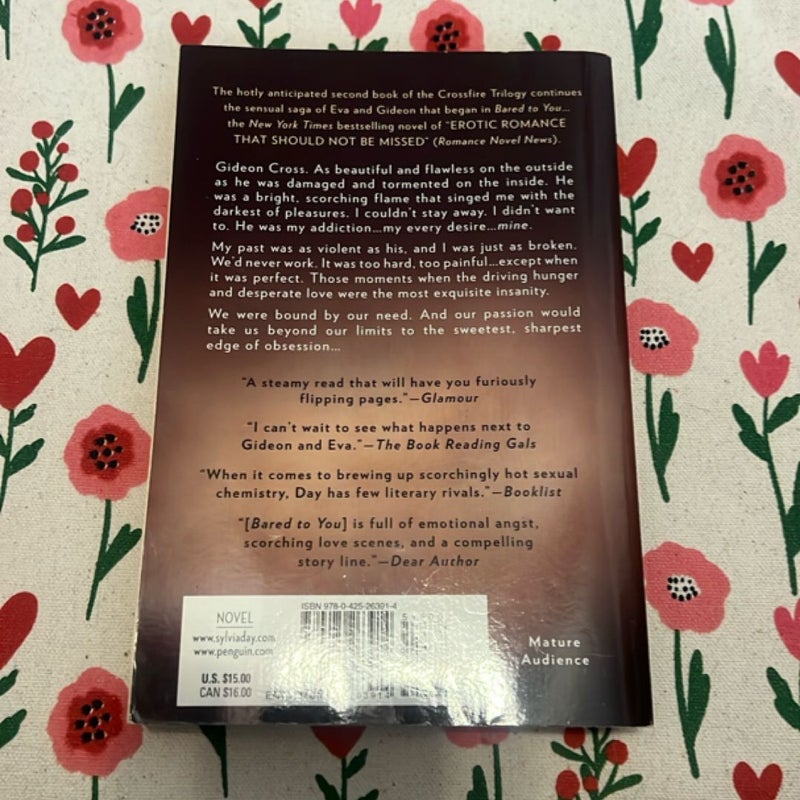 The hotly anticipated second book of the Crossfire Trilogy continues
the sensual saga of Eva and Gideon that began in Bared to You...
the New York Times bestselling novel of "EROTIC ROMANCE
THAT SHOULD NOT BE MISSED" (Romance Novel News).
Gideon Cross. As beautiful and flawless on the outside
as he was damaged and tormented on the inside. He
was a bright, scorching flame that singed me with the
darkest of pleasures. I couldn't stay away. I didn't want
to. He was my addiction...my every desire...mine.
My past was as violent as his, and I was just as broken.
We'd never work. It was too hard, too painful...except when
it was perfect. Those moments when the driving hunger
and desperate love were the most exquisite insanity.
We were bound by our need. And our passion would
take us beyond our limits to the sweetest, sharpest
edge of obsession...
"A steamy read that will have you furiously
flipping pages."—Glamour
"I can't wait to see what happens next to
Gideon and Eva."—The Book Reading Gals
"When it comes to brewing up scorchingly hot sexual
chemistry, Day has few literary rivals."—Booklist
"[Bared to You] is full of emotional angst,
scorching love scenes, and a compelling
story line."—Dear Author
NOVEL
www.sylviaday.com
www.penguin.com
U.S. $15.00
CAN $16.00
ISBN 978-0-425-26391-4
Mature
Audience